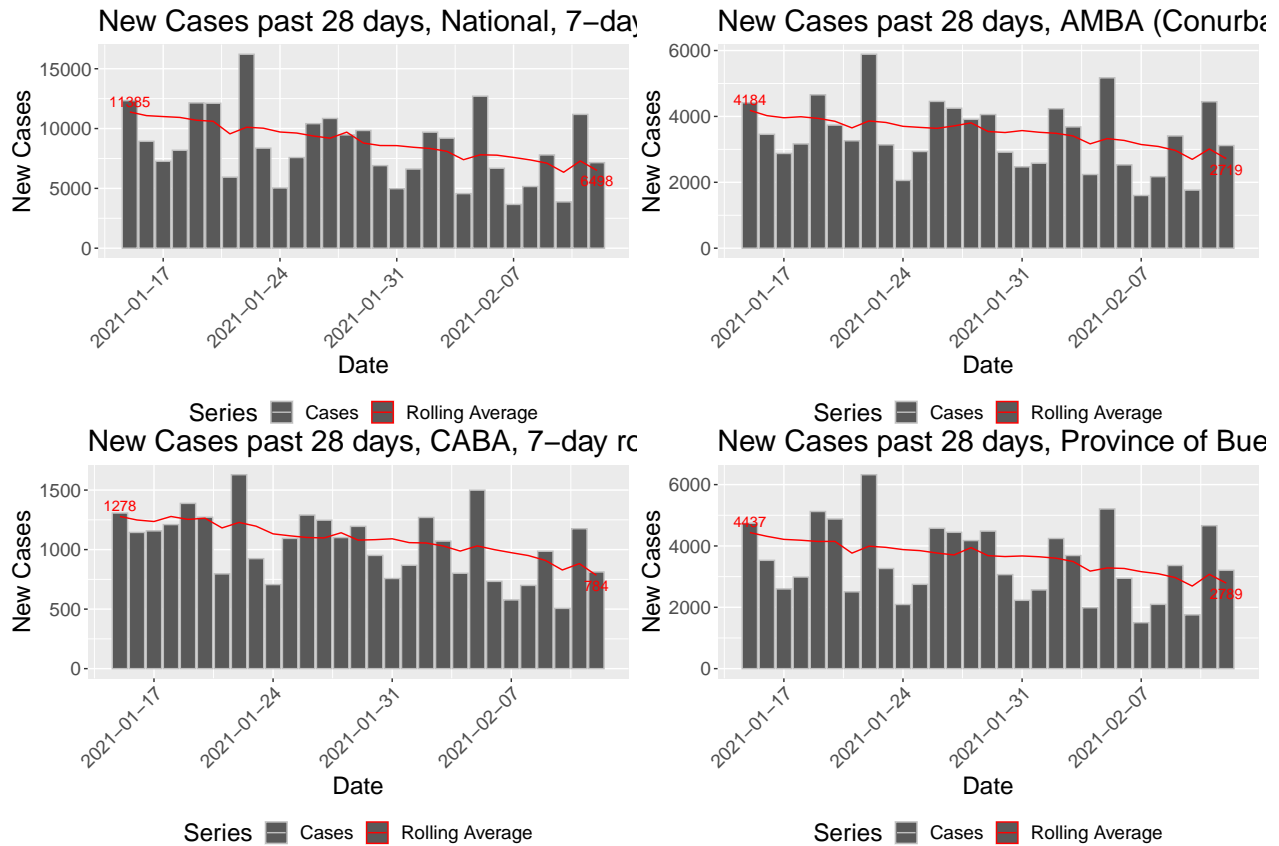 New Cases past 28 days, National, 7−day
15000
10000
5000
0
New Cases
11385
6498
2021−01−17
2021−01−24
2021−01−31
2021−02−07
Date
Series Cases Rolling Average
New Cases past 28 days, AMBA (Conurba
6000
4000
2000
0
New Cases
4184
2719
2021−01−17
2021−01−24
2021−01−31
2021−02−07
Date
Series Cases Rolling Average
New Cases past 28 days, CABA, 7−day ro
1500
1000
500
0
New Cases
1278
784
2021−01−17
2021−01−24
2021−01−31
2021−02−07
Date
Series Cases Rolling Average
New Cases past 28 days, Province of Bue
6000
4000
2000
0
New Cases
4437
2789
2021−01−17
2021−01−24
2021−01−31
2021−02−07
Date
Series Cases Rolling Average